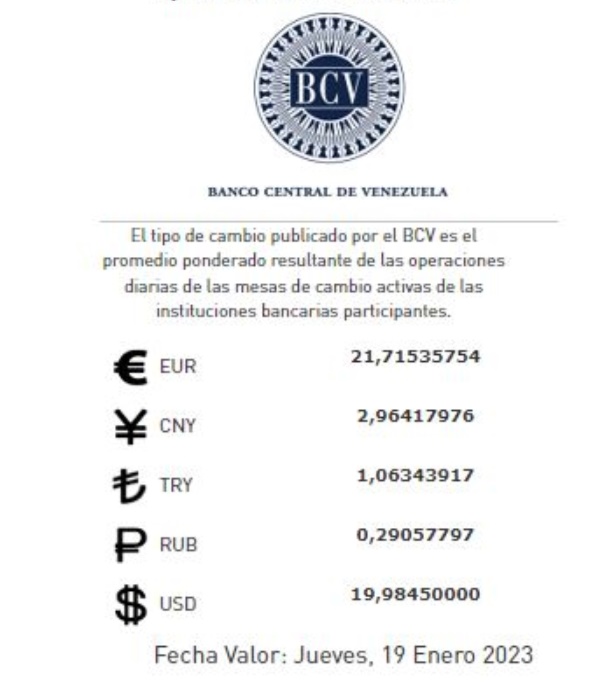 BCV
BANCO CENTRAL DE VENEZUELA
El tipo de cambio publicado por el BCV es el
promedio ponderado resultante de las operaciones
diarias de las mesas de cambio activas de las
instituciones bancarias participantes.
€ EUR 21,71535754
¥ CNY 2,96417976
₺ TRY 1,06343917
₽ RUB 0,29057797
$ USD 19,98450000
Fecha Valor: Jueves, 19 Enero 2023